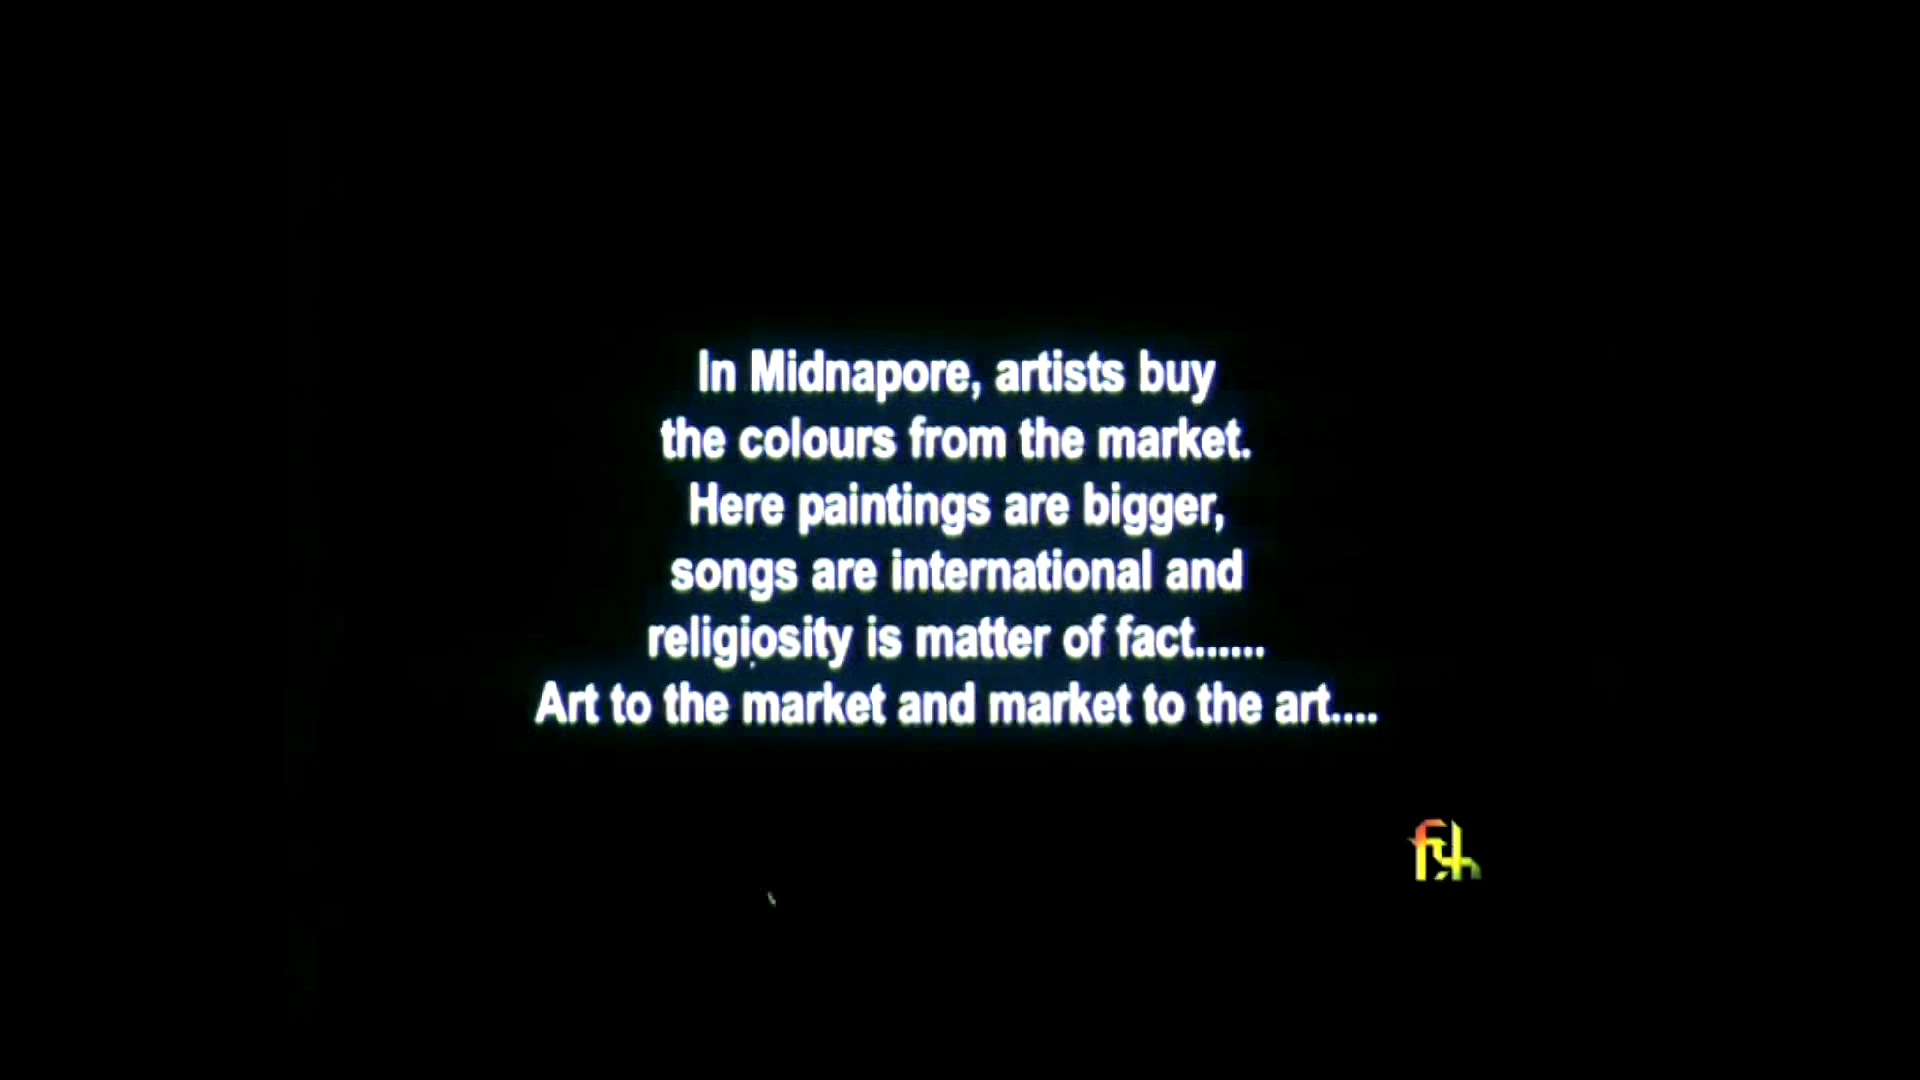 In Midnapore, artists buy
the colours from the market.
Here paintings are bigger,
songs are international and
religiosity is matter of fact......
Art to the market and market to the art....